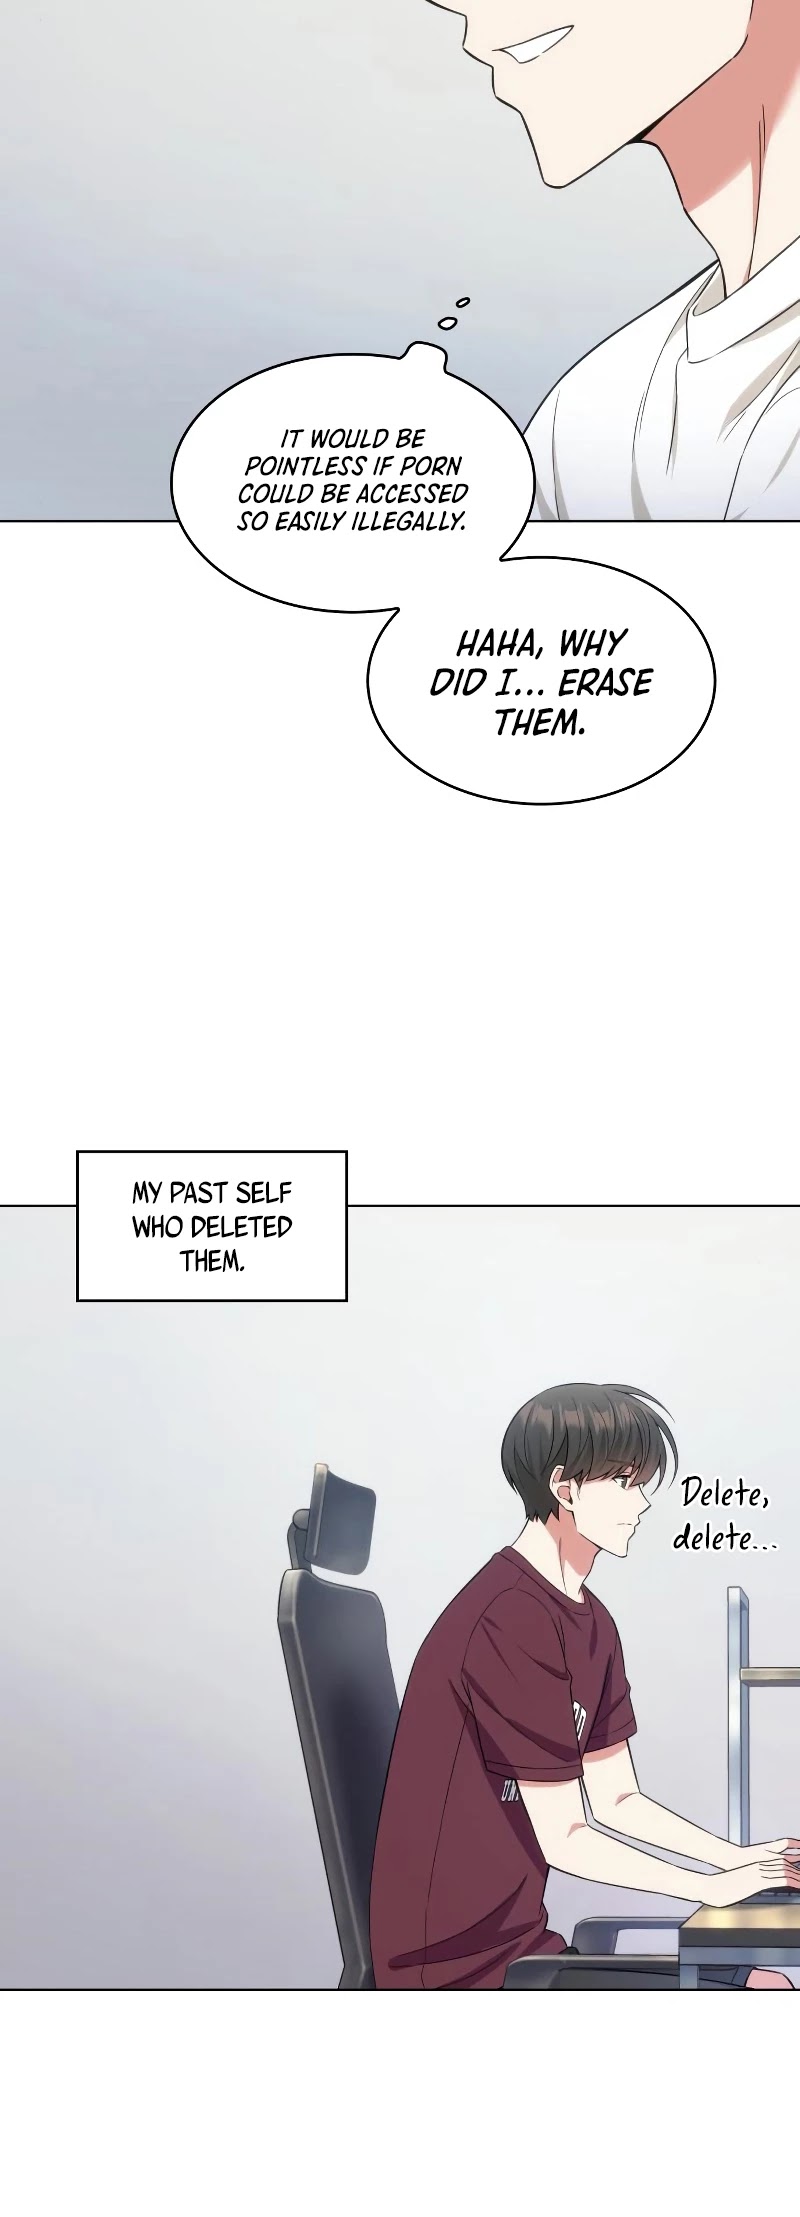 IT WOULD BE
POINTLESS IF PORN
COULD BE ACCESSED
SO EASILY ILLEGALLY.
HAHA, WHY
DID I... ERASE
THEM.
MY PAST SELF
WHO DELETED
THEM.
Delete,
delete...